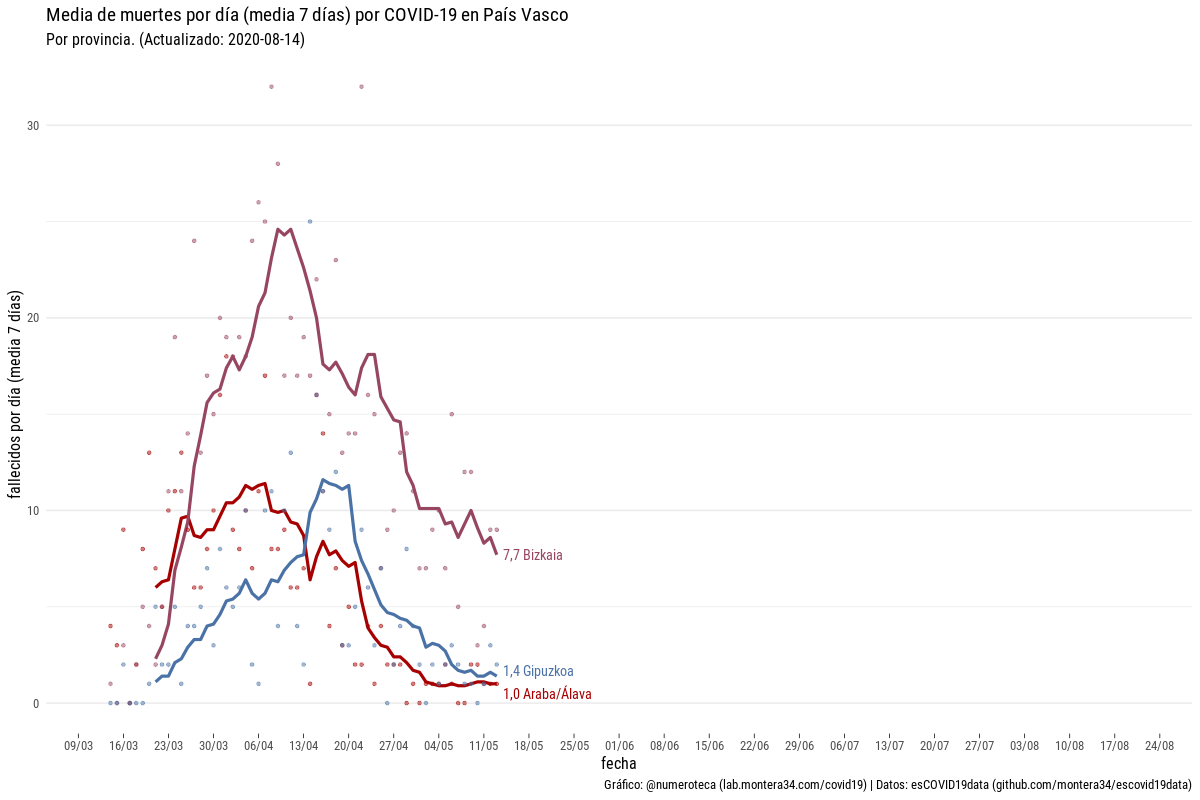 Media de muertes por día (media 7 días) por COVID-19 en País Vasco
Por provincia. (Actualizado: 2020-08-14)
fallecidos por día (media 7 días)
30
20
10
0
7,7 Bizkaia
1,4 Gipuzkoa
1,0 Araba/Álava
09/03 16/03 23/03 30/03 06/04 13/04 20/04 27/04 04/05 11/05 18/05 25/05 01/06 08/06 15/06 22/06 29/06 06/07 13/07 20/07 27/07 03/08 10/08 17/08 24/08
fecha
Gráfico: @numeroteca (lab.montera34.com/covid19) | Datos: esCOVID19data (github.com/montera34/escovid19data)